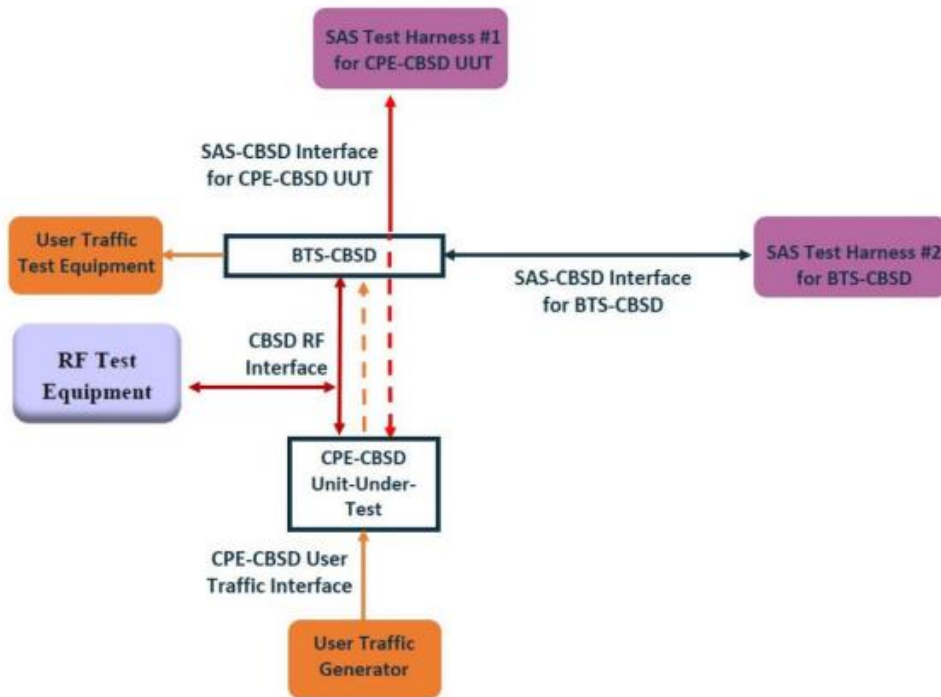 SAS Test Harness #1
for CPE-CBSD UUT
SAS-CBSD Interface
for CPE-CBSD UUT
User Traffic
Test Equipment
BTS-CBSD
SAS-CBSD Interface
for BTS-CBSD
SAS Test Harness #2
for BTS-CBSD
CBSD RF
Interface
RF Test
Equipment
CPE-CBSD
Unit-Under-
Test
CPE-CBSD User
Traffic Interface
User Traffic
Generator